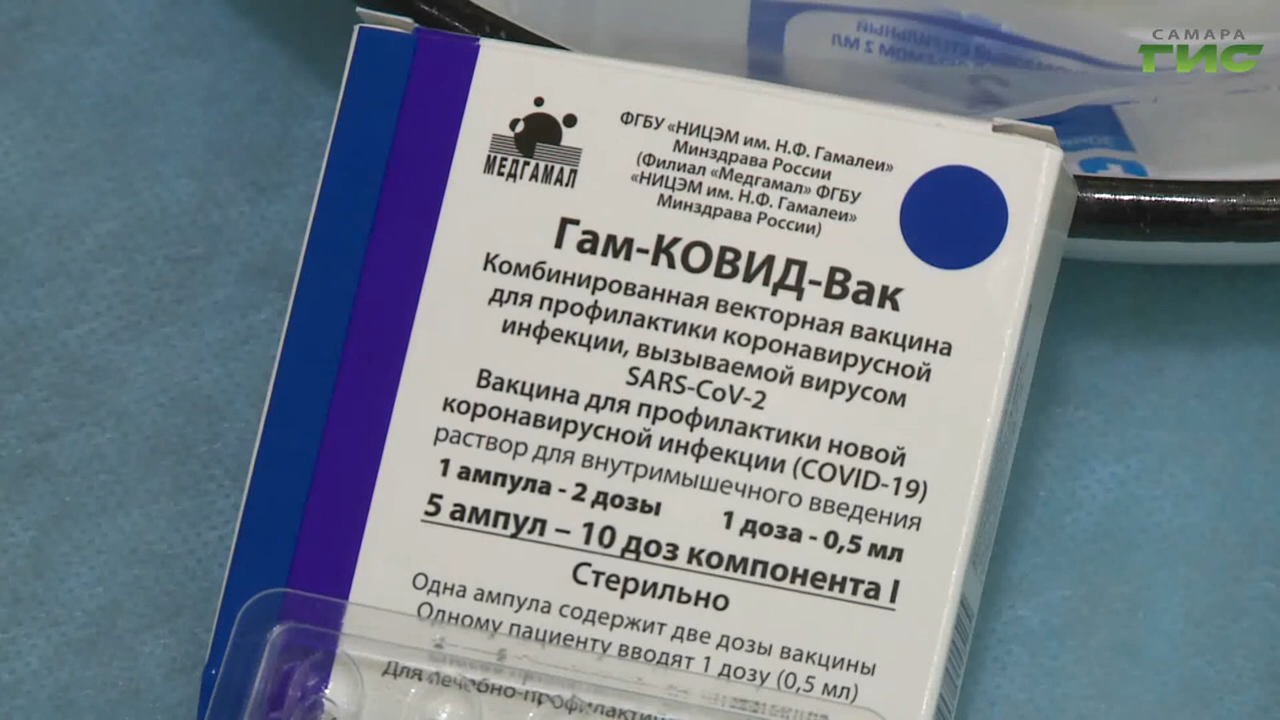 САМАРА
ТИС
МЕДГАМАЛ
ФГБУ «НИЦЭМ им. Н.Ф. Гамалеи»
Минздрава России
(Филиал «Медгамал» ФГБУ
«НИЦЭМ им. Н.Ф. Гамалеи»
Минздрава России)
Гам-КОВИД-Вак
Комбинированная векторная вакцина
для профилактики коронавирусной
инфекции, вызываемой вирусом
SARS-CoV-2
Вакцина для профилактики новой
коронавирусной инфекции (COVID-19)
раствор для внутримышечного введения
1 ампула - 2 дозы 1 доза - 0,5 мл
5 ампул – 10 доз компонента I
Стерильно
Одна ампула содержит две дозы вакцины
Одному пациенту вводят 1 дозу (0,5 мл)